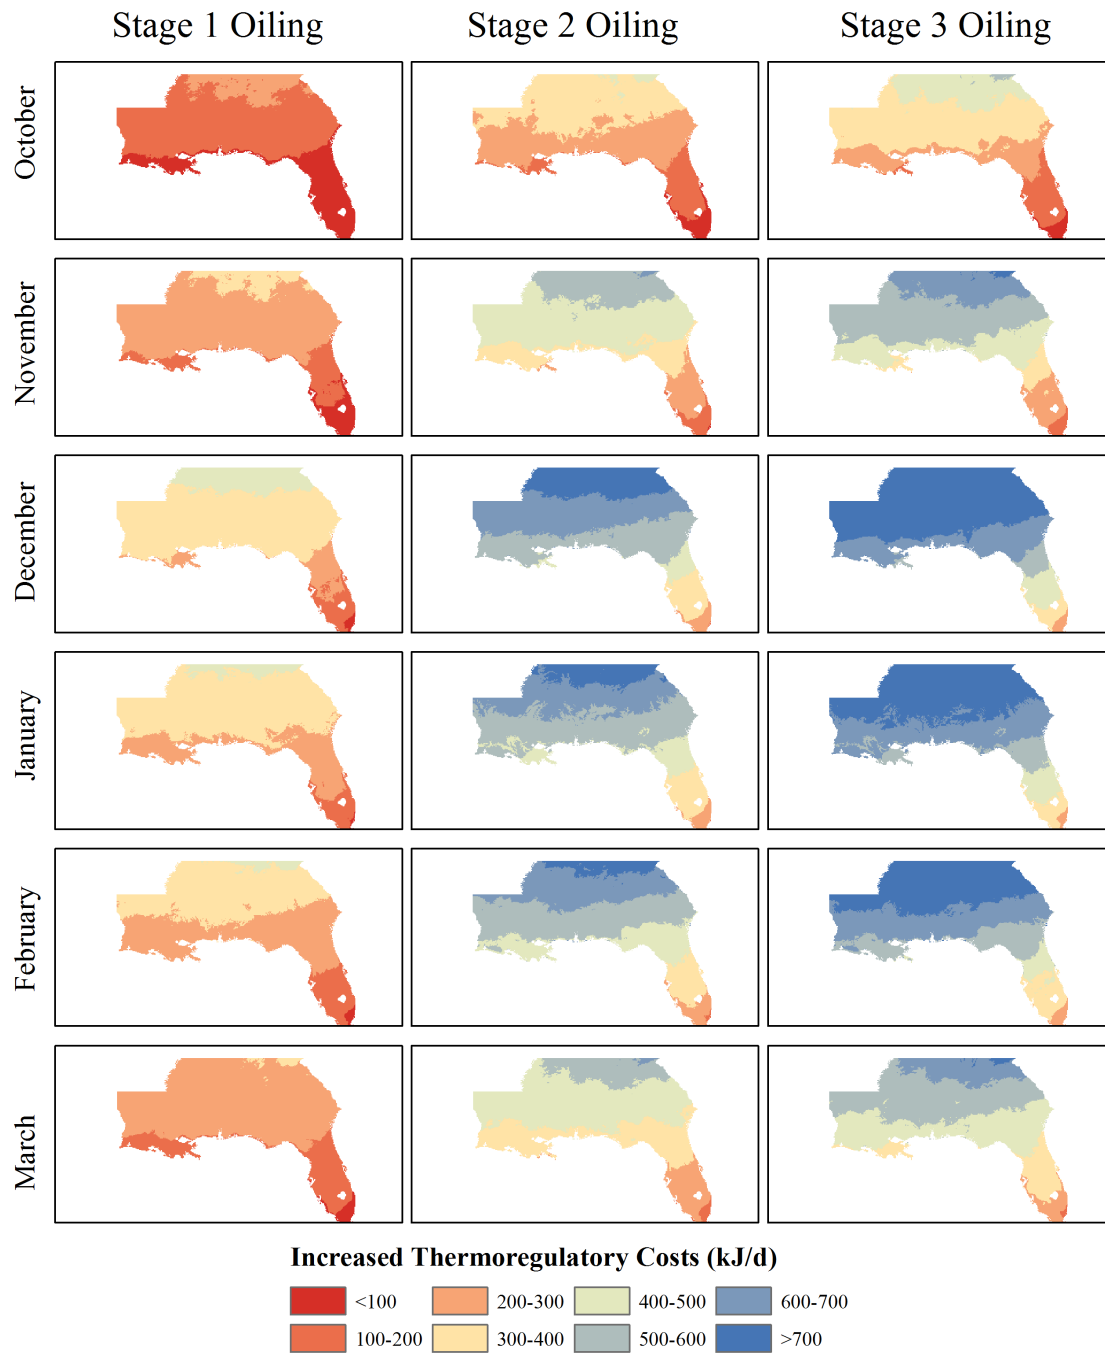 Stage 1 Oiling Stage 2 Oiling Stage 3 Oiling
October
November
December
January
February
March
Increased Thermoregulatory Costs (kJ/d)
<100 200-300 400-500 600-700
100-200 300-400 500-600 >700